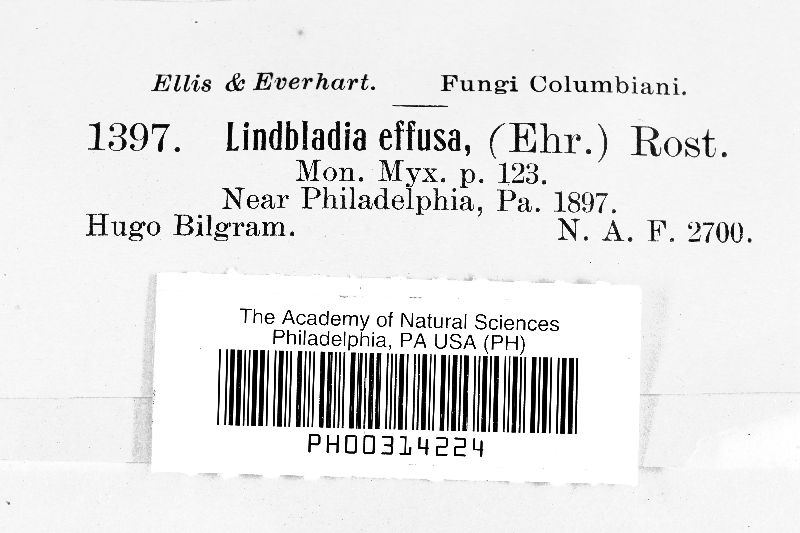 Ellis & Everhart. Fungi Columbiani.
1397. Lindbladia effusa, (Ehr.) Rost.
Mon. Myx. p. 123.
Near Philadelphia, Pa. 1897.
Hugo Bilgram. N. A. F. 2700.
The Academy of Natural Sciences
Philadelphia, PA USA (PH)
PH00314224